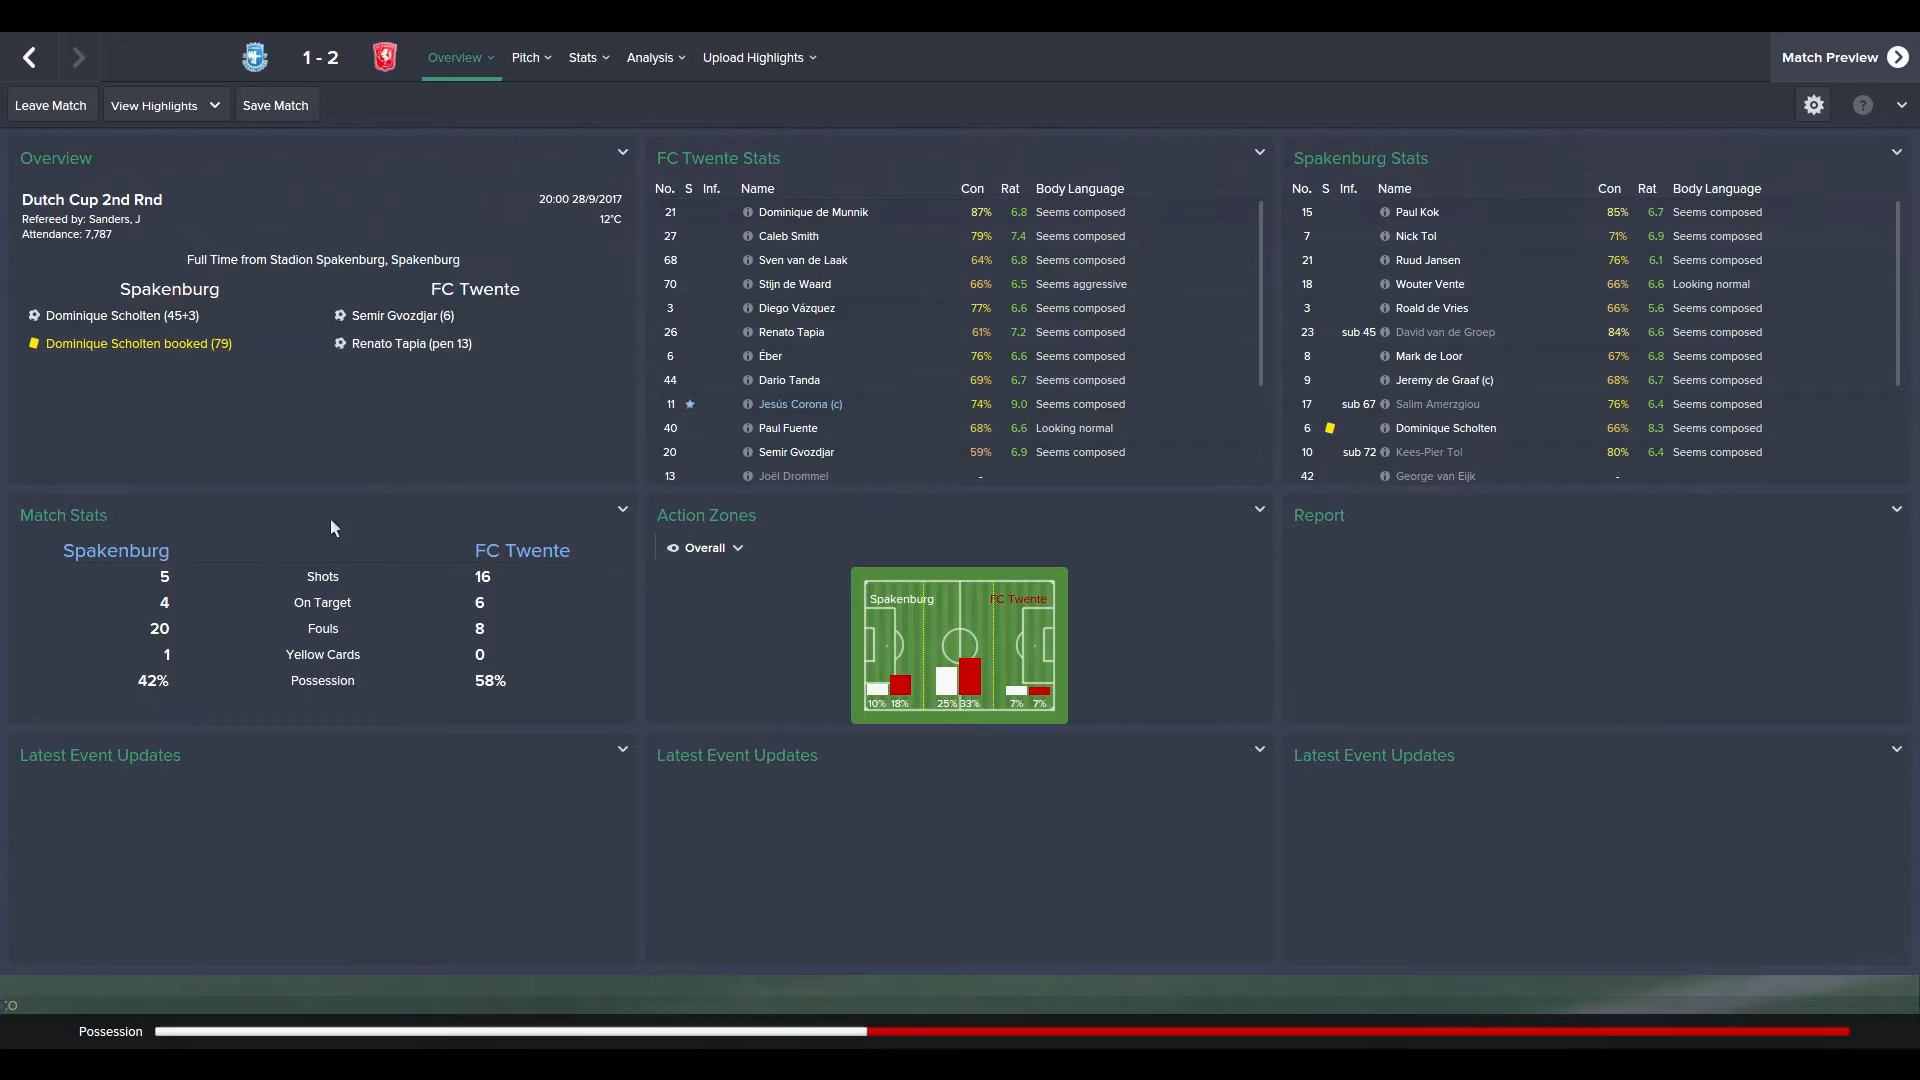 1 - 2
Overview
Pitch
Stats
Analysis
Upload Highlights
Match Preview
Leave Match
View Highlights
Save Match
?
Overview
Dutch Cup 2nd Rnd
20:00 28/9/2017
Refereed by: Sanders, J
12°C
Attendance: 7,787
Full Time from Stadion Spakenburg, Spakenburg
Spakenburg FC Twente
Dominique Scholten (45+3) Semir Gvozdjar (6)
Dominique Scholten booked (79) Renato Tapia (pen 13)
FC Twente Stats
No. S Inf. Name Con Rat Body Language
21 Dominique de Munnik 87% 6.8 Seems composed
27 Caleb Smith 79% 7.4 Seems composed
68 Sven van de Laak 64% 6.8 Seems composed
70 Stijn de Waard 66% 6.5 Seems aggressive
3 Diego Vázquez 77% 6.6 Seems composed
26 Renato Tapia 61% 7.2 Seems composed
6 Éber 76% 6.6 Seems composed
44 Dario Tanda 69% 6.7 Seems composed
11 Jesús Corona (c) 74% 9.0 Seems composed
40 Paul Fuente 68% 6.6 Looking normal
20 Semir Gvozdjar 59% 6.9 Seems composed
13 Joël Drommel -
Spakenburg Stats
No. S Inf. Name Con Rat Body Language
15 Paul Kok 85% 6.7 Seems composed
7 Nick Tol 71% 6.9 Seems composed
21 Ruud Jansen 76% 6.1 Seems composed
18 Wouter Vente 66% 6.6 Looking normal
3 Roald de Vries 66% 5.6 Seems composed
23 sub 45 David van de Groep 84% 6.6 Seems composed
8 Mark de Loor 67% 6.8 Seems composed
9 Jeremy de Graaf (c) 68% 6.7 Seems composed
17 sub 67 Salim Amerzgiou 76% 6.4 Seems composed
6 Dominique Scholten 66% 8.3 Seems composed
10 sub 72 Kees-Pier Tol 80% 6.4 Seems composed
42 George van Eijk -
Match Stats
Spakenburg FC Twente
5 Shots 16
4 On Target 6
20 Fouls 8
1 Yellow Cards 0
42% Possession 58%
Action Zones
Overall
Spakenburg FC Twente
10% 18% 25% 33% 7% 7%
Report
Latest Event Updates
Latest Event Updates
Latest Event Updates
Possession